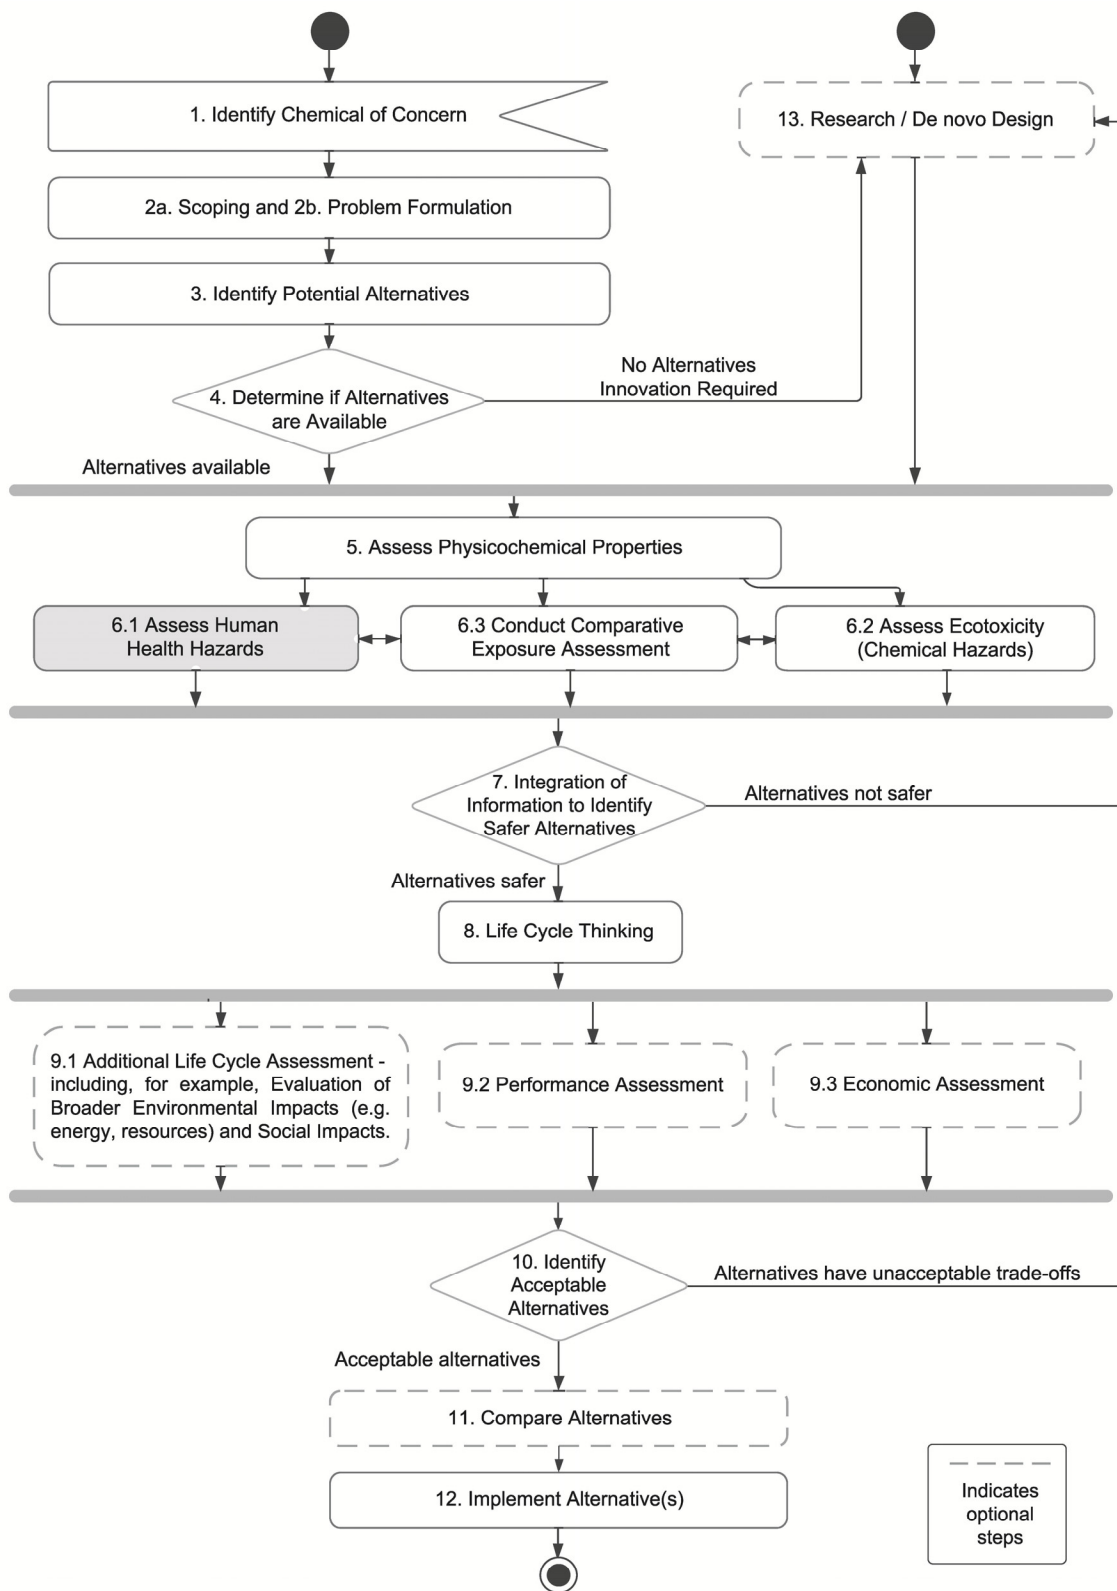 1. Identify Chemical of Concern
13. Research / De novo Design
2a. Scoping and 2b. Problem Formulation
3. Identify Potential Alternatives
No Alternatives
Innovation Required
4. Determine if Alternatives
are Available
Alternatives available
5. Assess Physicochemical Properties
6.1 Assess Human
Health Hazards
6.3 Conduct Comparative
Exposure Assessment
6.2 Assess Ecotoxicity
(Chemical Hazards)
7. Integration of
Information to Identify
Safer Alternatives
Alternatives not safer
Alternatives safer
8. Life Cycle Thinking
9.1 Additional Life Cycle Assessment -
including, for example, Evaluation of
Broader Environmental Impacts (e.g.
energy, resources) and Social Impacts.
9.2 Performance Assessment
9.3 Economic Assessment
10. Identify
Acceptable
Alternatives
Alternatives have unacceptable trade-offs
Acceptable alternatives
11. Compare Alternatives
12. Implement Alternative(s)
Indicates
optional
steps